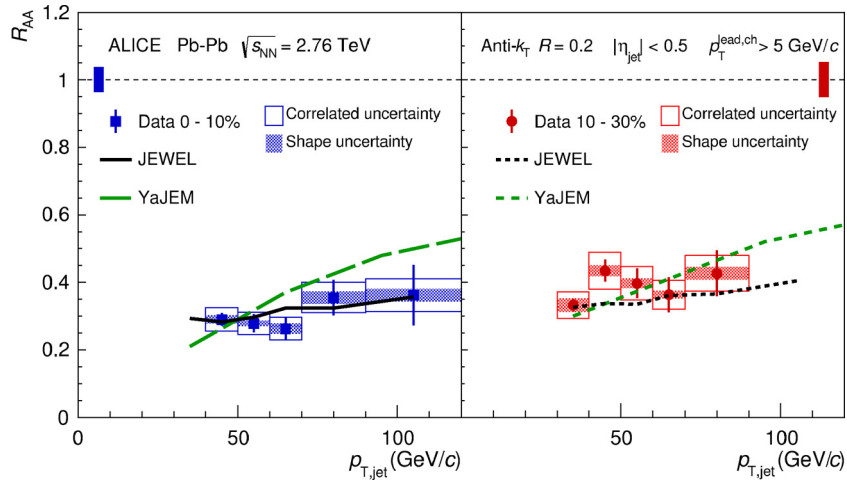 R_AA
1.2
1
0.8
0.6
0.4
0.2
0
ALICE Pb-Pb √s_NN = 2.76 TeV
Data 0 - 10%
Correlated uncertainty
Shape uncertainty
JEWEL
YaJEM
50
100
p_T,jet (GeV/c)
Anti-k_T R = 0.2 |η_jet| < 0.5 p_T^lead,ch > 5 GeV/c
Data 10 - 30%
Correlated uncertainty
Shape uncertainty
JEWEL
YaJEM
50
100
p_T,jet (GeV/c)